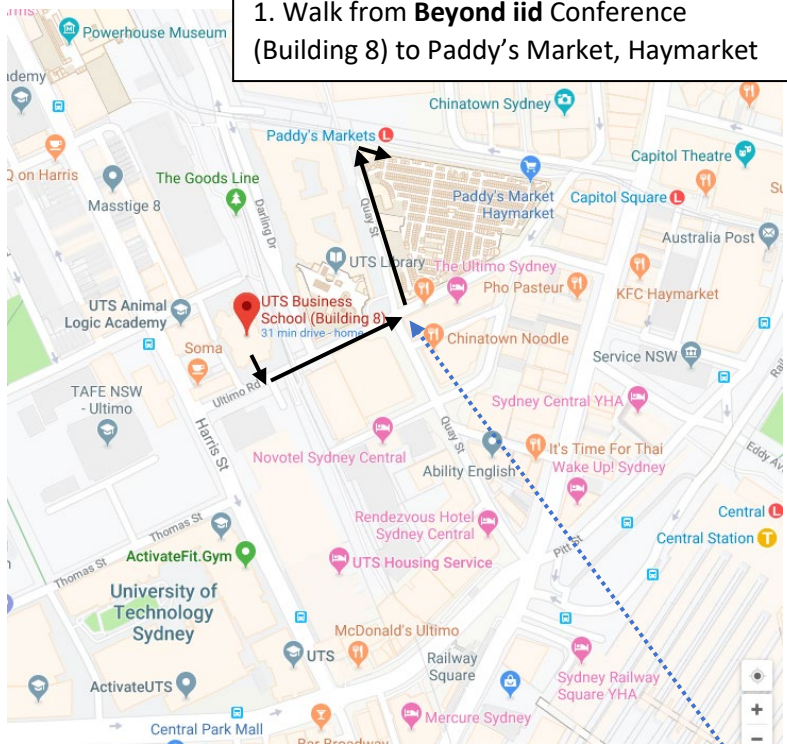 1. Walk from Beyond iid Conference
(Building 8) to Paddy's Market, Haymarket
Powerhouse Museum
Chinatown Sydney
Paddy's Markets L
Capitol Theatre
Q on Harris
The Goods Line
Masstige 8
Darling Dr
Quay St
Paddy's Market
Haymarket
Capitol Square L
Australia Post
UTS Library
The Ultimo Sydney
Pho Pasteur
KFC Haymarket
UTS Business
School (Building 8)
31 min drive - home
UTS Animal
Logic Academy
Soma
Chinatown Noodle
Service NSW
Ultimo Rd
TAFE NSW
- Ultimo
Harris St
Sydney Central YHA
Novotel Sydney Central
Quay St
It's Time For Thai
Ability English
Wake Up! Sydney
Eddy Av
Rendezvous Hotel
Sydney Central
Central L
Central Station T
Pitt St
Thomas St
ActivateFit.Gym
UTS Housing Service
Thomas St
University of
Technology
Sydney
McDonald's Ultimo
UTS
Railway
Square
ActivateUTS
Sydney Railway
Square YHA
Central Park Mall
Mercure Sydney
+
−